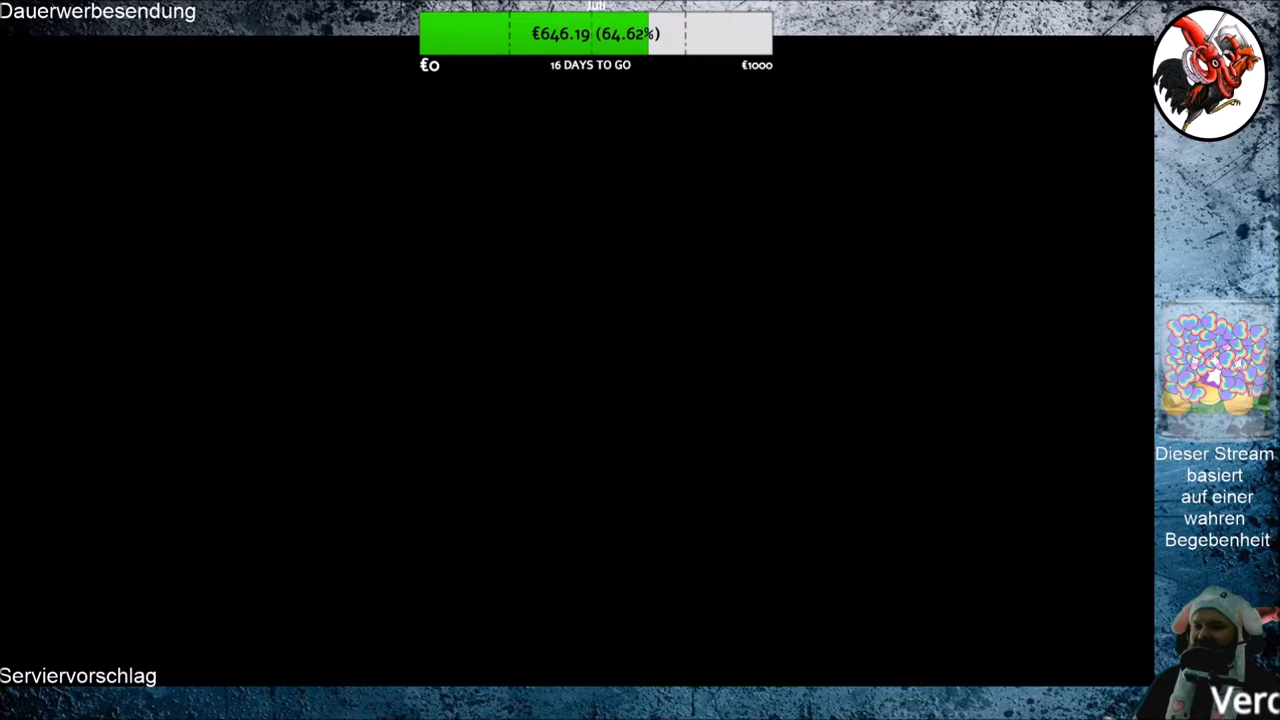 Dauerwerbesendung
Juli
€646.19 (64.62%)
€0
16 DAYS TO GO
€1000
Dieser Stream
basiert
auf einer
wahren
Begebenheit
Serviervorschlag